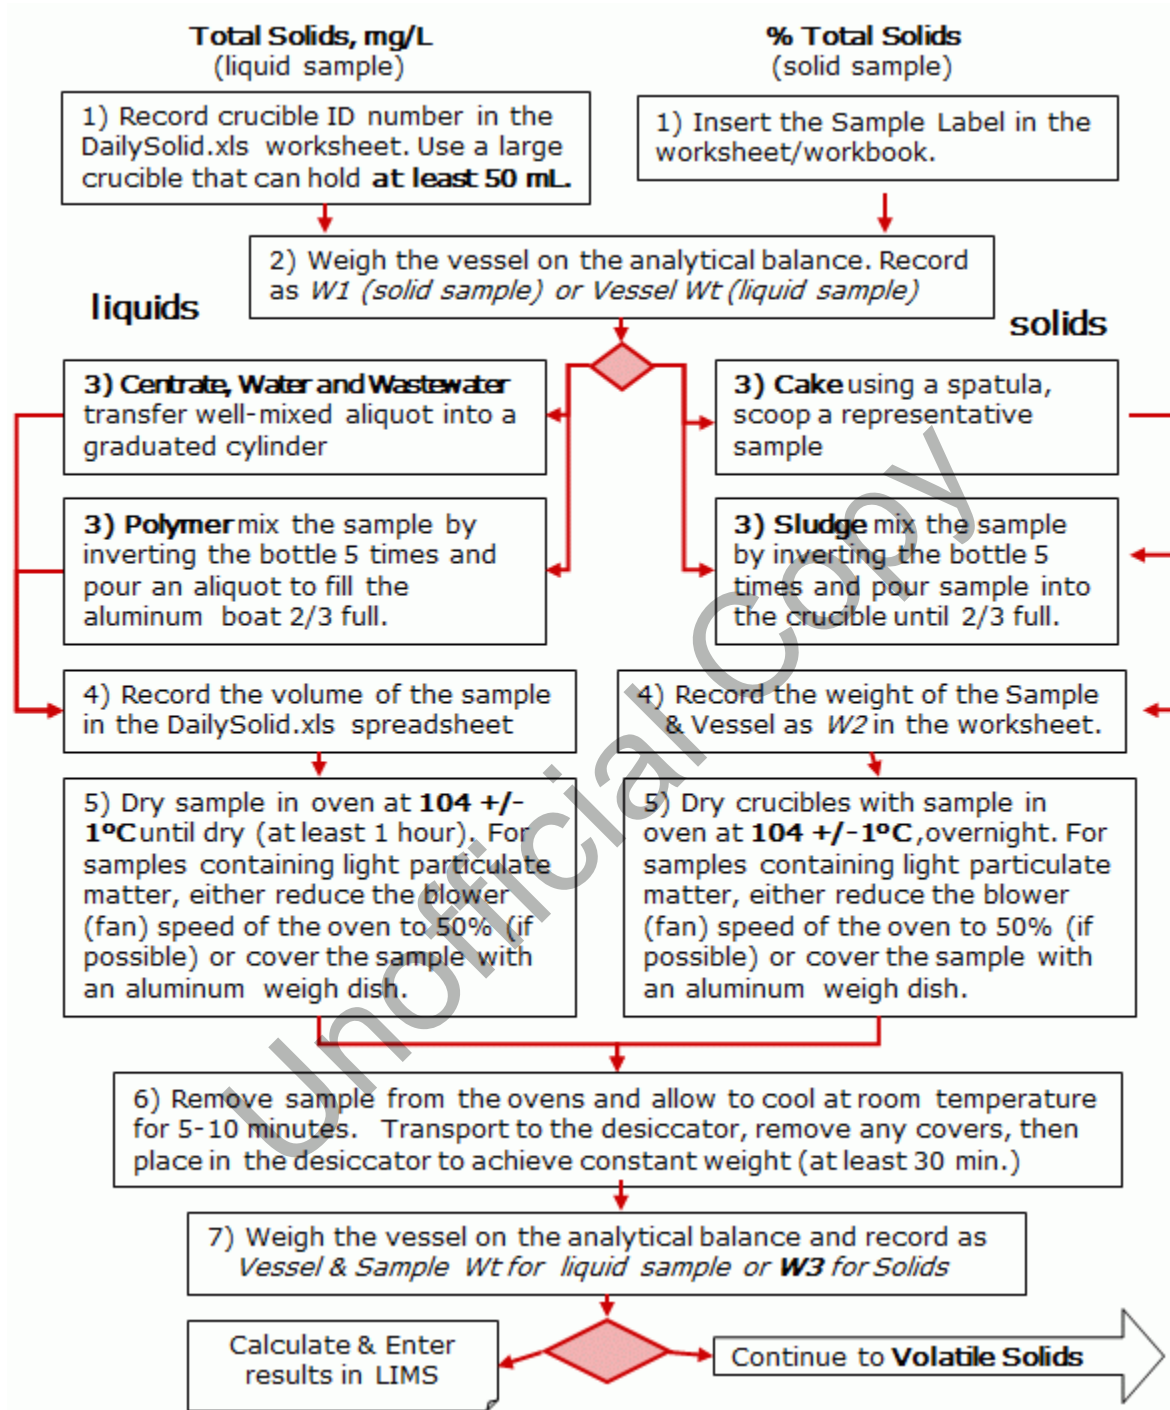 Total Solids, mg/L
(liquid sample)
% Total Solids
(solid sample)
1) Record crucible ID number in the
DailySolid.xls worksheet. Use a large
crucible that can hold at least 50 mL.
1) Insert the Sample Label in the
worksheet/workbook.
2) Weigh the vessel on the analytical balance. Record
as W1 (solid sample) or Vessel Wt (liquid sample)
liquids
solids
3) Centrate, Water and Wastewater
transfer well-mixed aliquot into a
graduated cylinder
3) Cake using a spatula,
scoop a representative
sample
3) Polymer mix the sample by
inverting the bottle 5 times and
pour an aliquot to fill the
aluminum boat 2/3 full.
3) Sludge mix the sample
by inverting the bottle 5
times and pour sample into
the crucible until 2/3 full.
4) Record the volume of the sample
in the DailySolid.xls spreadsheet
4) Record the weight of the Sample
& Vessel as W2 in the worksheet.
5) Dry sample in oven at 104 +/-
1°C until dry (at least 1 hour). For
samples containing light particulate
matter, either reduce the blower
(fan) speed of the oven to 50% (if
possible) or cover the sample with
an aluminum weigh dish.
5) Dry crucibles with sample in
oven at 104 +/-1°C, overnight. For
samples containing light particulate
matter, either reduce the blower
(fan) speed of the oven to 50% (if
possible) or cover the sample with
an aluminum weigh dish.
6) Remove sample from the ovens and allow to cool at room temperature
for 5-10 minutes. Transport to the desiccator, remove any covers, then
place in the desiccator to achieve constant weight (at least 30 min.)
7) Weigh the vessel on the analytical balance and record as
Vessel & Sample Wt for liquid sample or W3 for Solids
Calculate & Enter
results in LIMS
Continue to Volatile Solids
Unofficial Copy